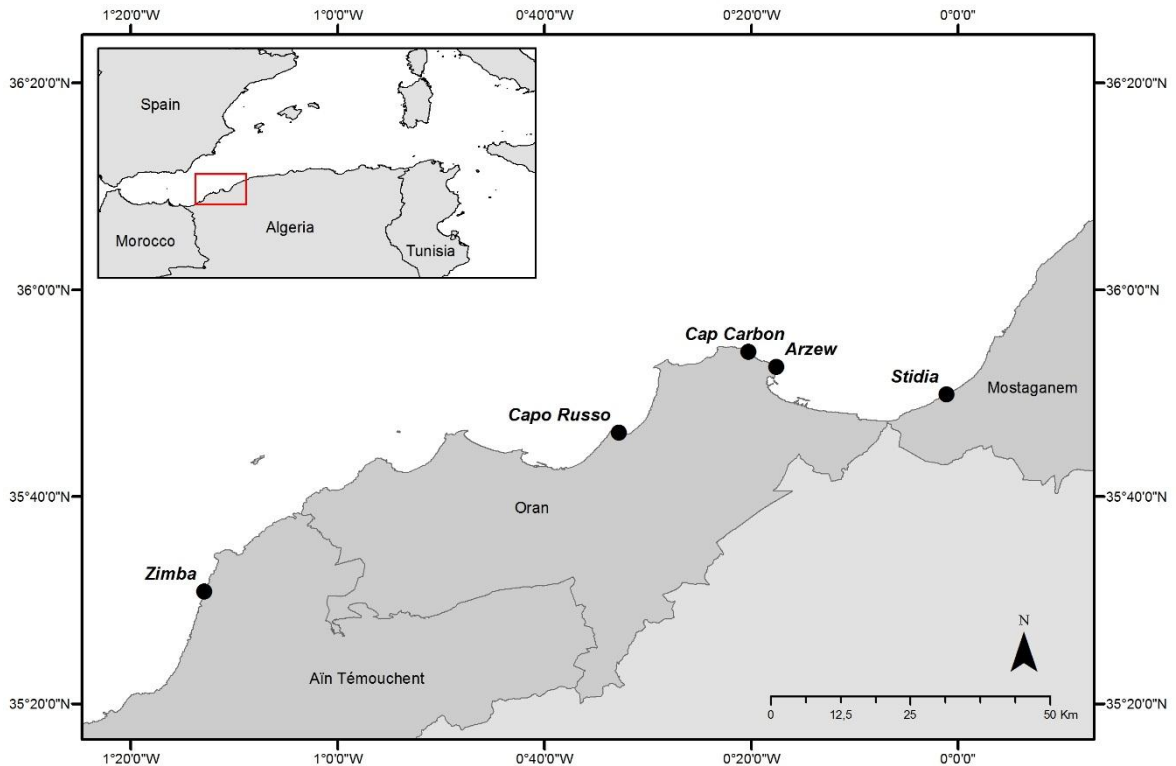 1°20'0"W 1°0'0"W 0°40'0"W 0°20'0"W 0°0'0"
36°20'0"N 36°20'0"N
Spain
Morocco
Algeria
Tunisia
36°0'0"N 36°0'0"N
Cap Carbon
Arzew
Stidia
Mostaganem
Capo Russo
35°40'0"N 35°40'0"N
Oran
Zimba
Aïn Témouchent
N
35°20'0"N 35°20'0"N
0 12,5 25 50 Km
1°20'0"W 1°0'0"W 0°40'0"W 0°20'0"W 0°0'0"